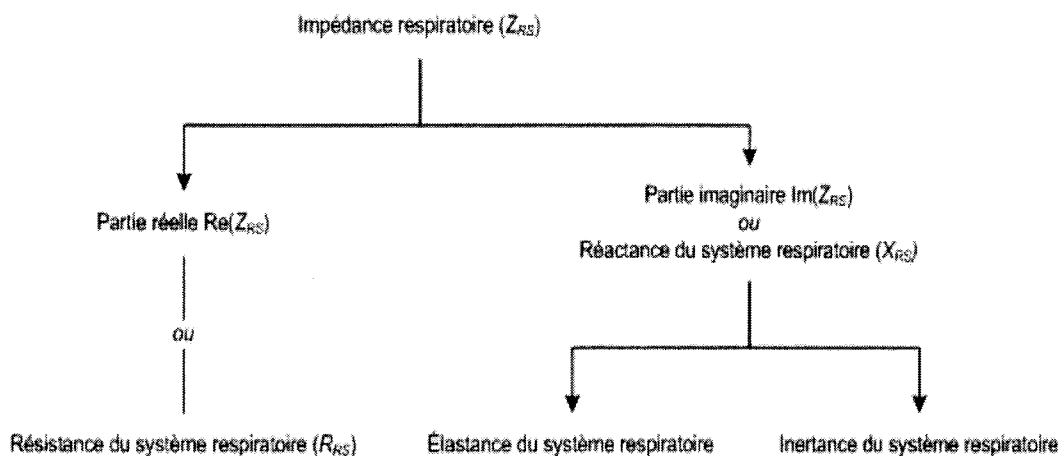 Impédance respiratoire (ZRS)
Partie réelle Re(ZRS)
Partie imaginaire Im(ZRS)
ou
Réactance du système respiratoire (XRS)
ou
Résistance du système respiratoire (RRS)
Élastance du système respiratoire
Inertance du système respiratoire